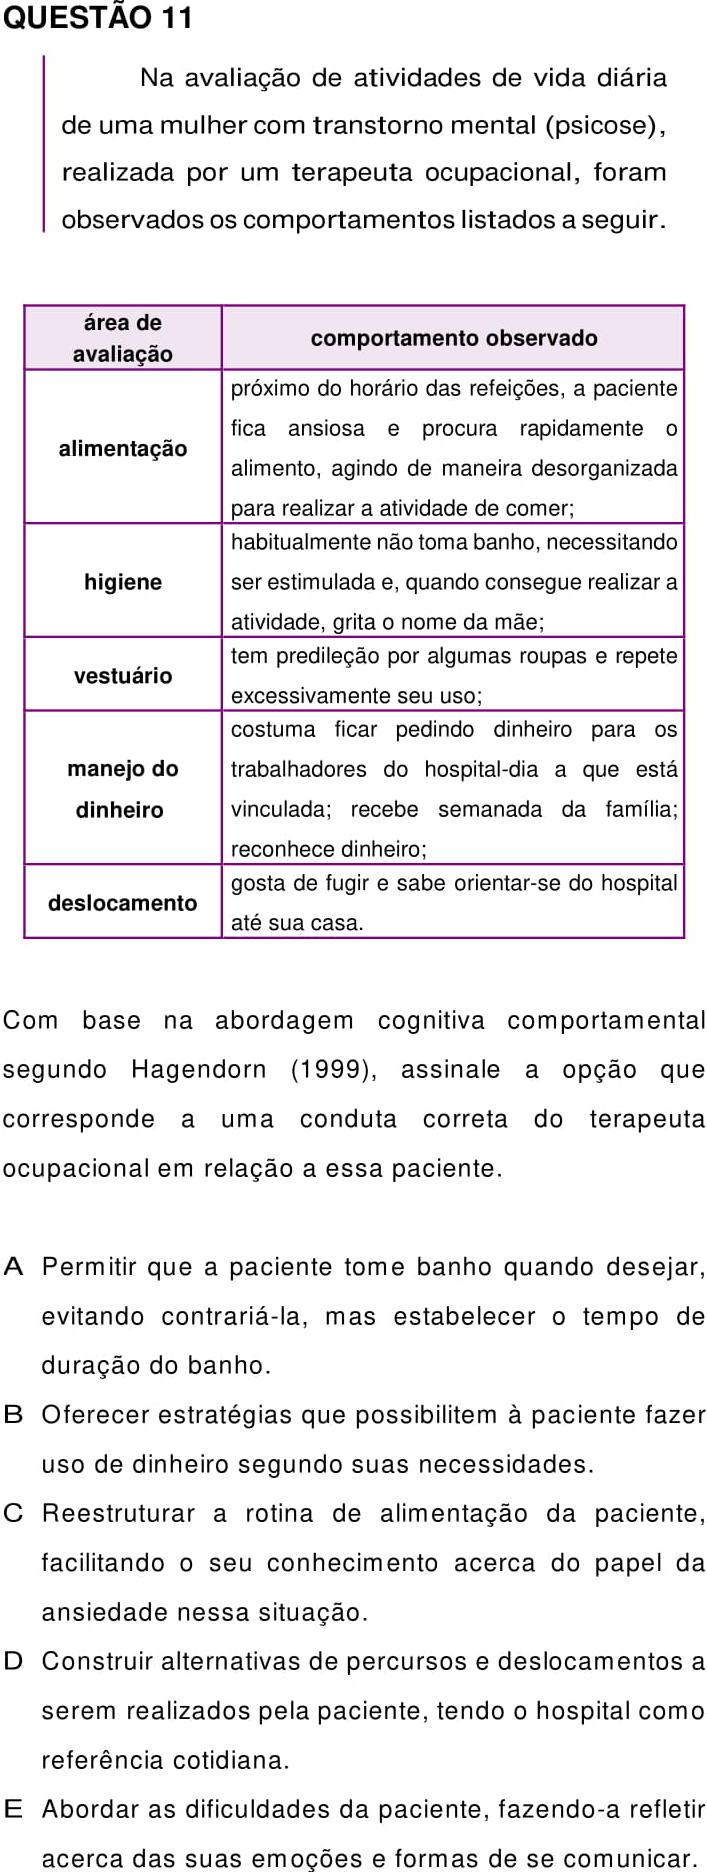 QUESTÃO 11
Na avaliação de atividades de vida diária
de uma mulher com transtorno mental (psicose),
realizada por um terapeuta ocupacional, foram
observados os comportamentos listados a seguir.
área de
avaliação
comportamento observado
alimentação
próximo do horário das refeições, a paciente
fica ansiosa e procura rapidamente o
alimento, agindo de maneira desorganizada
para realizar a atividade de comer;
higiene
habitualmente não toma banho, necessitando
ser estimulada e, quando consegue realizar a
atividade, grita o nome da mãe;
vestuário
tem predileção por algumas roupas e repete
excessivamente seu uso;
manejo do
dinheiro
costuma ficar pedindo dinheiro para os
trabalhadores do hospital-dia a que está
vinculada; recebe semanada da família;
reconhece dinheiro;
deslocamento
gosta de fugir e sabe orientar-se do hospital
até sua casa.
Com base na abordagem cognitiva comportamental
segundo Hagendorn (1999), assinale a opção que
corresponde a uma conduta correta do terapeuta
ocupacional em relação a essa paciente.
A Permitir que a paciente tome banho quando desejar,
evitando contrariá-la, mas estabelecer o tempo de
duração do banho.
B Oferecer estratégias que possibilitem à paciente fazer
uso de dinheiro segundo suas necessidades.
C Reestruturar a rotina de alimentação da paciente,
facilitando o seu conhecimento acerca do papel da
ansiedade nessa situação.
D Construir alternativas de percursos e deslocamentos a
serem realizados pela paciente, tendo o hospital como
referência cotidiana.
E Abordar as dificuldades da paciente, fazendo-a refletir
acerca das suas emoções e formas de se comunicar.